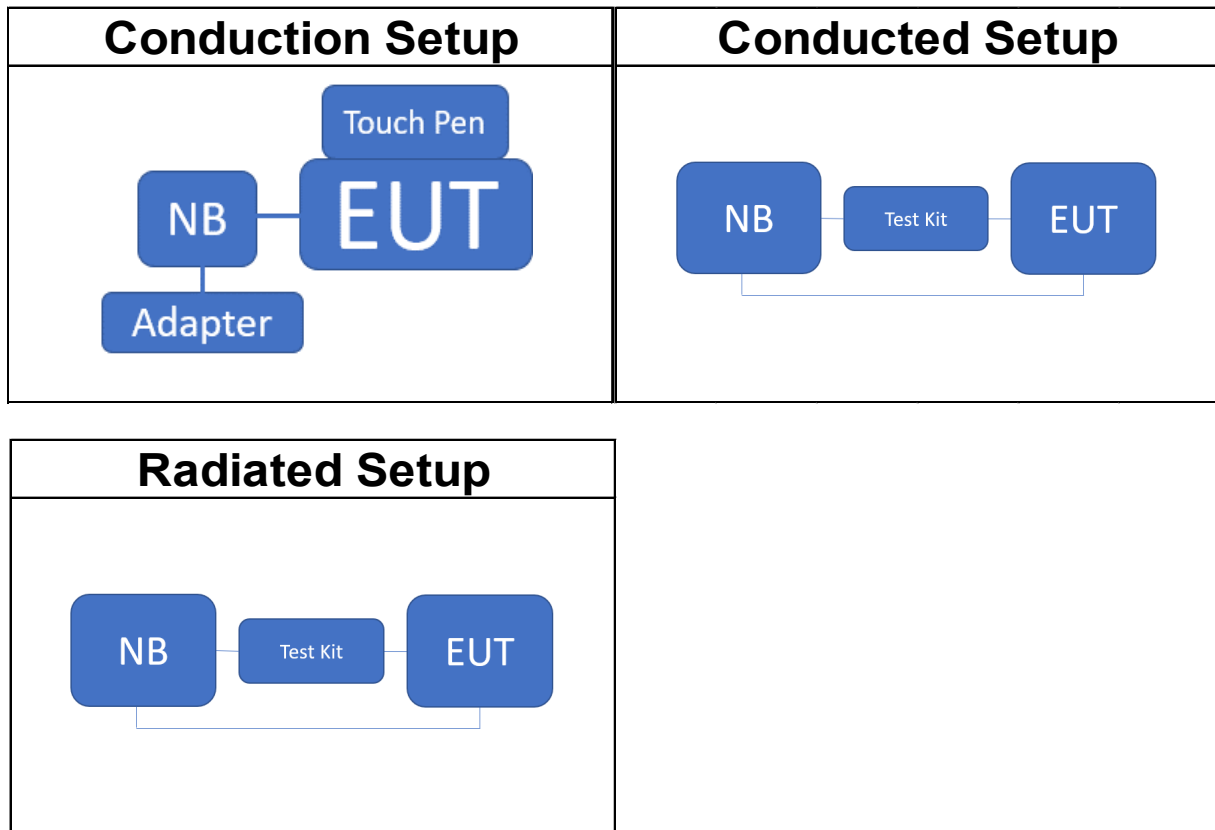 Conduction Setup
Touch Pen
NB
EUT
Adapter
Conducted Setup
NB
Test Kit
EUT
Radiated Setup
NB
Test Kit
EUT